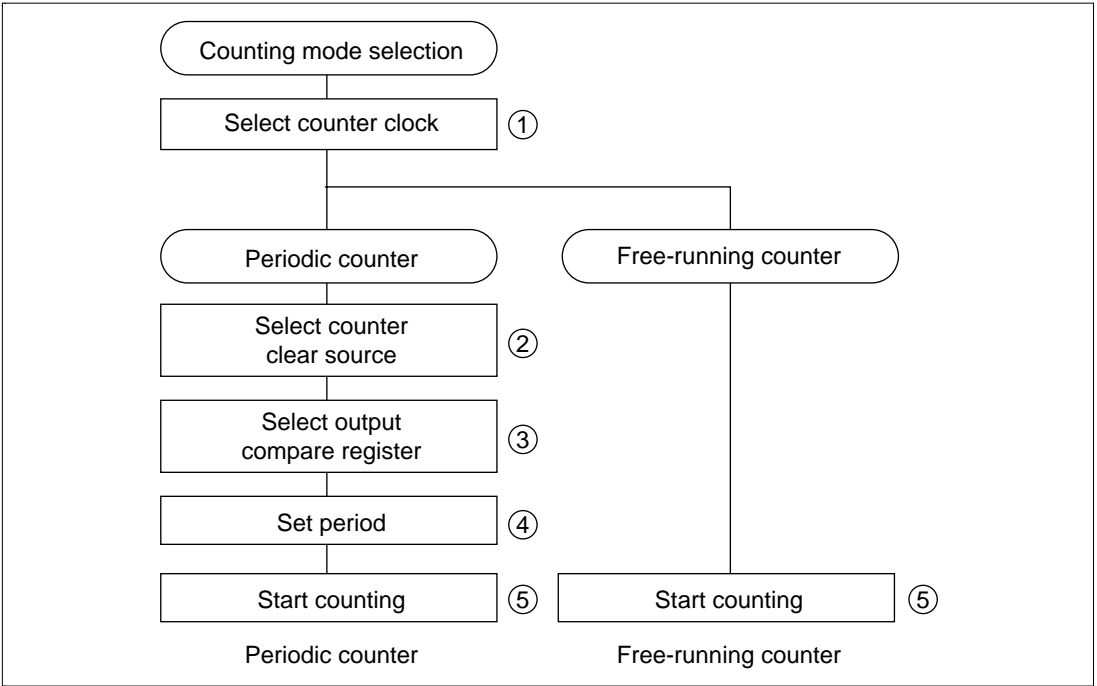 Counting mode selection
Select counter clock
①
Periodic counter
Free-running counter
Select counter
clear source
②
Select output
compare register
③
Set period
④
Start counting
⑤
Start counting
⑤
Periodic counter
Free-running counter